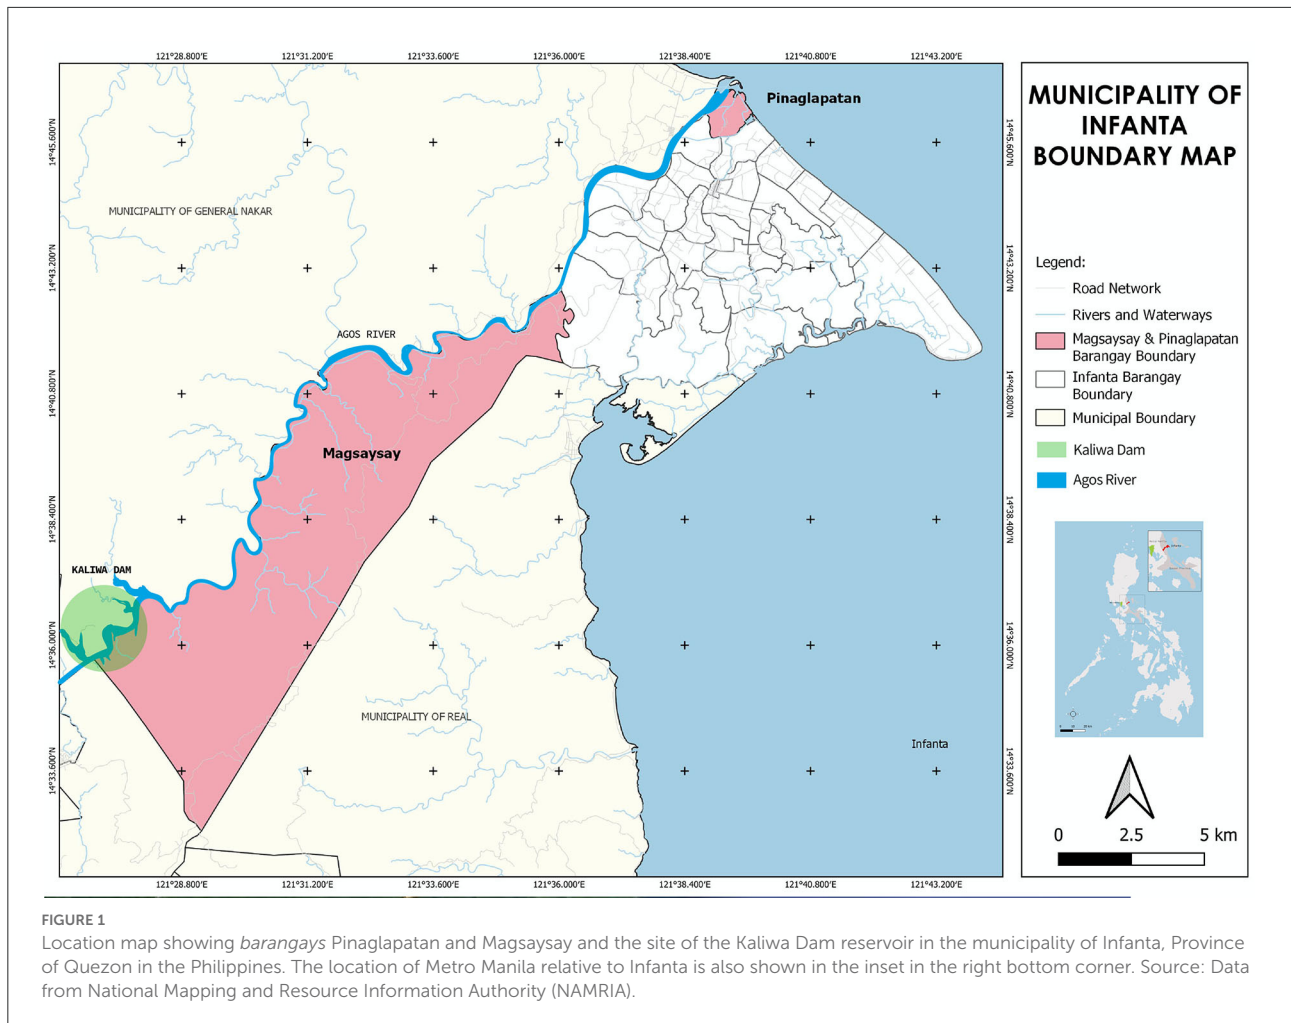 121°28.800'E 121°31.200'E 121°33.600'E 121°36.000'E 121°38.400'E 121°40.800'E 121°43.200'E
14°45.600'N
14°43.200'N
14°40.800'N
14°38.400'N
14°36.000'N
14°33.600'N
Pinaglapatan
MUNICIPALITY OF GENERAL NAKAR
AGOS RIVER
Magsaysay
KALIWA DAM
MUNICIPALITY OF REAL
Infanta
14°45.600'N
14°43.200'N
14°40.800'N
14°38.400'N
14°36.000'N
14°33.600'N
121°28.800'E 121°31.200'E 121°33.600'E 121°36.000'E 121°38.400'E 121°40.800'E 121°43.200'E
MUNICIPALITY OF
INFANTA
BOUNDARY MAP
Legend:
Road Network
Rivers and Waterways
Magsaysay & Pinaglapatan
Barangay Boundary
Infanta Barangay
Boundary
Municipal Boundary
Kaliwa Dam
Agos River
0 2.5 5 km
FIGURE 1
Location map showing barangays Pinaglapatan and Magsaysay and the site of the Kaliwa Dam reservoir in the municipality of Infanta, Province
of Quezon in the Philippines. The location of Metro Manila relative to Infanta is also shown in the inset in the right bottom corner. Source: Data
from National Mapping and Resource Information Authority (NAMRIA).